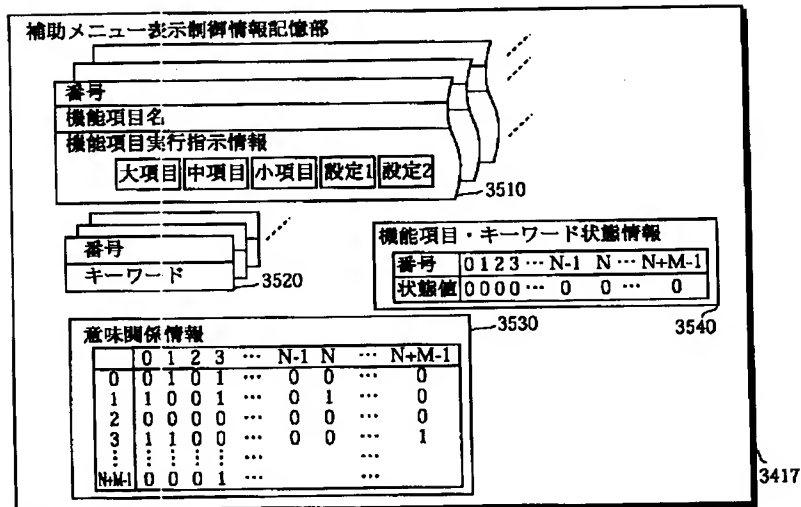 補助メニュー表示制御情報記憶部
番号
機能項目名
機能項目実行指示情報
大項目 中項目 小項目 設定1 設定2
3510
番号
キーワード
3520
機能項目・キーワード状態情報
番号 0 1 2 3 … N-1 N … N+M-1
状態値 0 0 0 0 … 0 0 … 0
3540
意味関係情報
3530
0 1 2 3 … N-1 N … N+M-1
0 0 1 0 1 … 0 0 … 0
1 1 0 0 1 … 0 1 … 0
2 0 0 0 0 … 0 0 … 0
3 1 1 0 0 … 0 0 … 1
⋮ ⋮ ⋮ ⋮ ⋮ … …
N+M-1 0 0 0 1 … …
3417